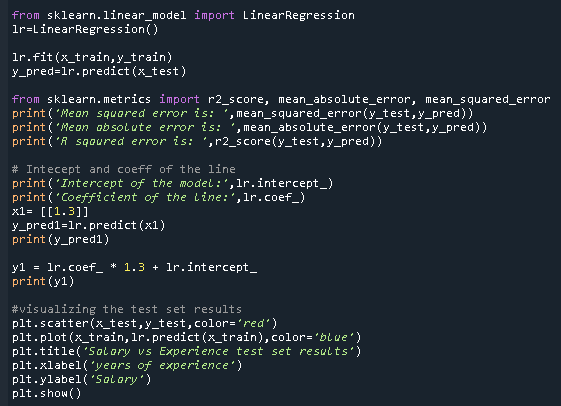 from sklearn.linear_model import LinearRegression
lr=LinearRegression()
lr.fit(x_train,y_train)
y_pred=lr.predict(x_test)
from sklearn.metrics import r2_score, mean_absolute_error, mean_squared_error
print('Mean squared error is: ',mean_squared_error(y_test,y_pred))
print('Mean absolute error is: ',mean_absolute_error(y_test,y_pred))
print('R sqaured error is: ',r2_score(y_test,y_pred))
# Intecept and coeff of the line
print('Intercept of the model:',lr.intercept_)
print('Coefficient of the line:',lr.coef_)
x1= [[1.3]]
y_pred1=lr.predict(x1)
print(y_pred1)
y1 = lr.coef_ * 1.3 + lr.intercept_
print(y1)
#visualizing the test set results
plt.scatter(x_test,y_test,color='red')
plt.plot(x_train,lr.predict(x_train),color='blue')
plt.title('Salary vs Experience test set results')
plt.xlabel('years of experience')
plt.ylabel('Salary')
plt.show()